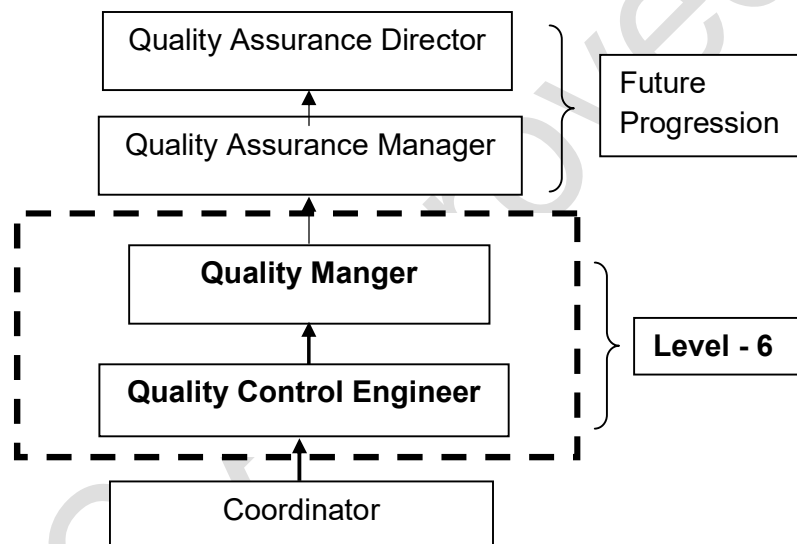 Quality Assurance Director
Future
Progression
Quality Assurance Manager
Quality Manger
Level - 6
Quality Control Engineer
Coordinator